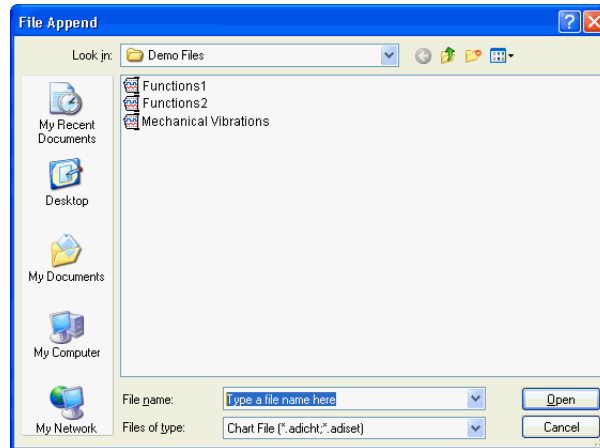 File Append
Look in: Demo Files
Functions1
Functions2
Mechanical Vibrations
My Recent
Documents
Desktop
My Documents
My Computer
My Network
File name: Type a file name here Open
Files of type: Chart File (*.adicht;*.adiset) Cancel